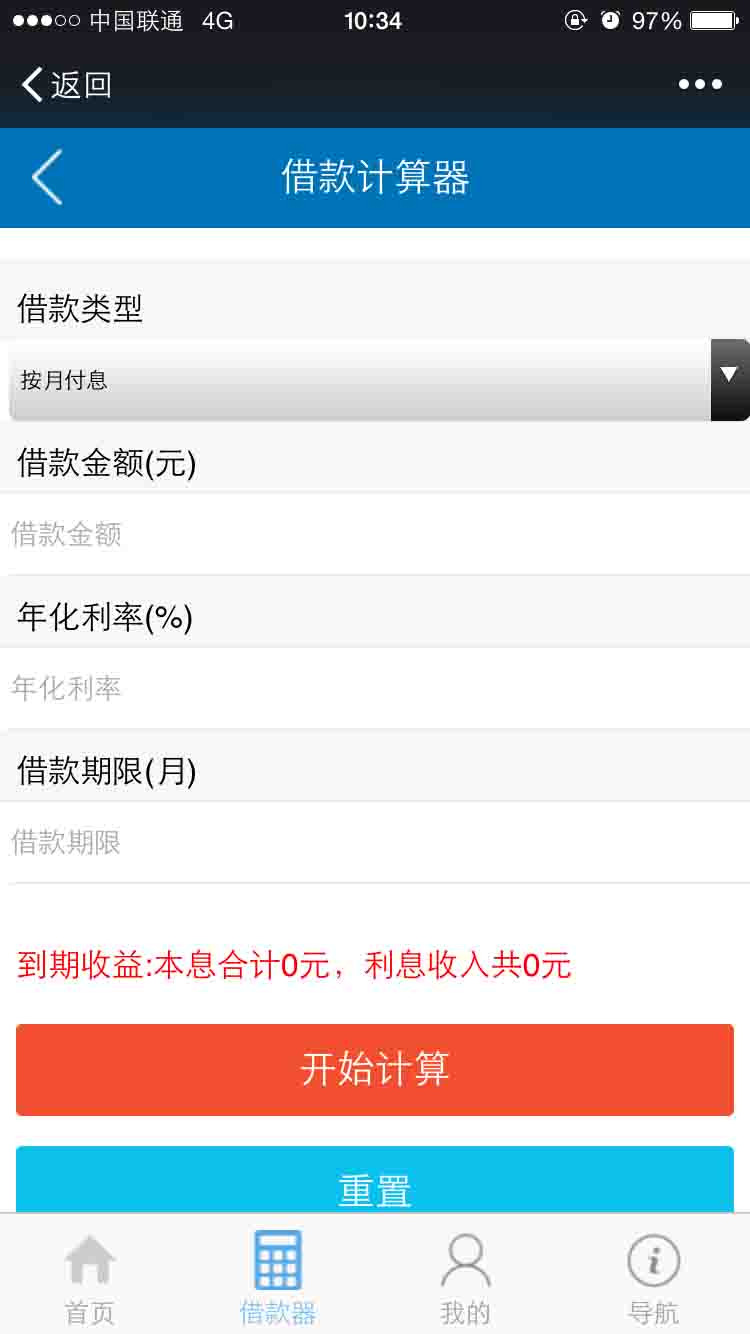 中国联通 4G 10:34 97%
返回
借款计算器
借款类型
按月付息
借款金额(元)
借款金额
年化利率(%)
年化利率
借款期限(月)
借款期限
到期收益:本息合计0元，利息收入共0元
开始计算
重置
首页 借款器 我的 导航